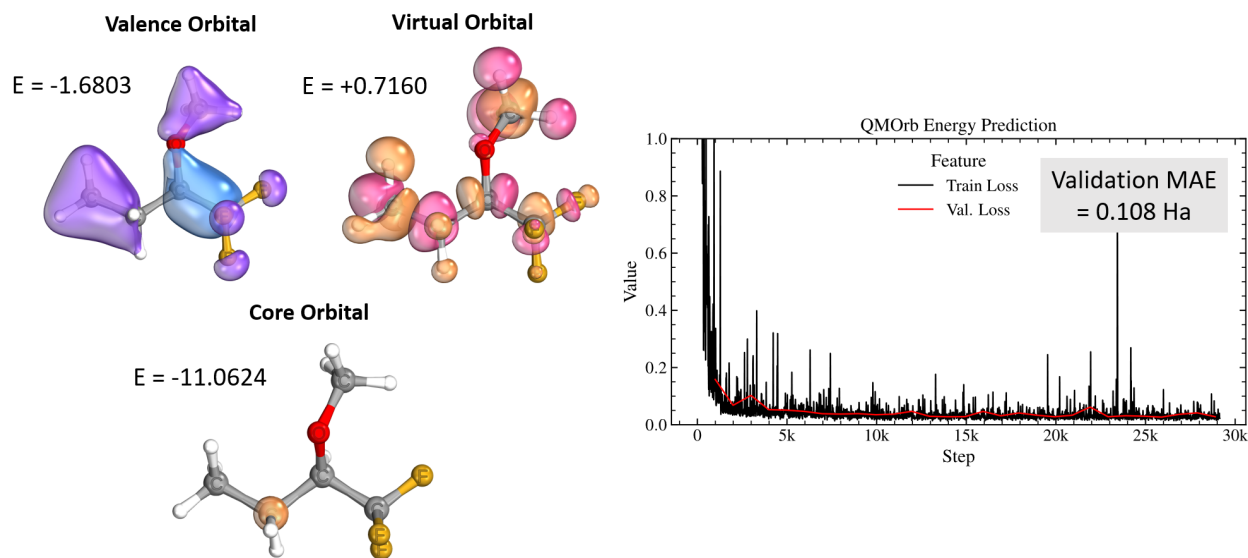 Valence Orbital
E = -1.6803
Virtual Orbital
E = +0.7160
Core Orbital
E = -11.0624
QMOrb Energy Prediction
Feature
Train Loss
Val. Loss
Validation MAE
= 0.108 Ha
Value
1.0
0.8
0.6
0.4
0.2
0.0
0
5k
10k
15k
20k
25k
30k
Step
O
F
F
F